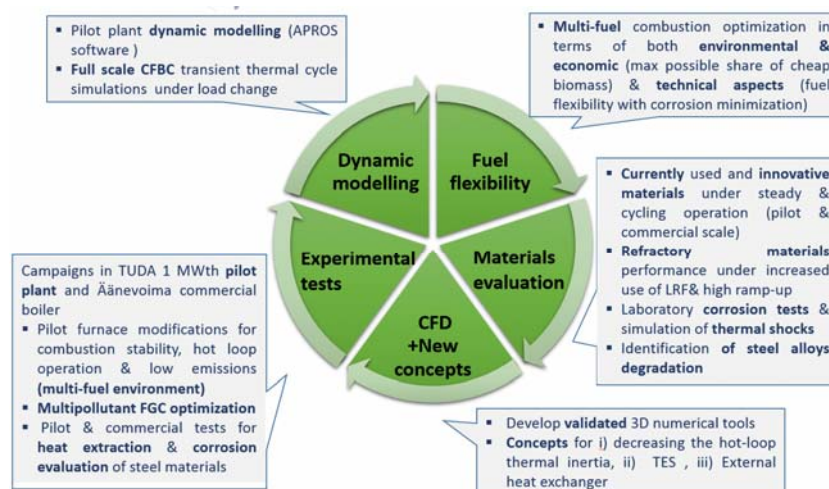 ▪ Pilot plant dynamic modelling (APROS
software )
▪ Full scale CFBC transient thermal cycle
simulations under load change
▪ Multi-fuel combustion optimization in
terms of both environmental &
economic (max possible share of cheap
biomass) & technical aspects (fuel
flexibility with corrosion minimization)
Dynamic
modelling
Fuel
flexibility
Experimental
tests
Materials
evaluation
CFD
+New
concepts
▪ Currently used and innovative
materials under steady &
cycling operation (pilot &
commercial scale)
▪ Refractory materials
performance under increased
use of LRF& high ramp-up
▪ Laboratory corrosion tests &
simulation of thermal shocks
▪ Identification of steel alloys
degradation
Campaigns in TUDA 1 MWth pilot
plant and Äänevoima commercial
boiler
▪ Pilot furnace modifications for
combustion stability, hot loop
operation & low emissions
(multi-fuel environment)
▪ Multipollutant FGC optimization
▪ Pilot & commercial tests for
heat extraction & corrosion
evaluation of steel materials
▪ Develop validated 3D numerical tools
▪ Concepts for i) decreasing the hot-loop
thermal inertia, ii) TES , iii) External
heat exchanger